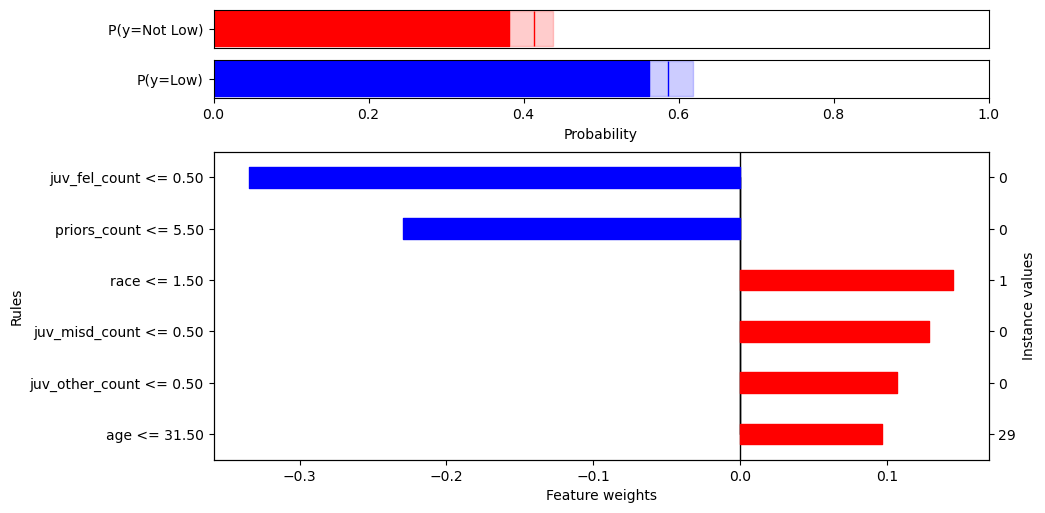 P(y=Not Low)
P(y=Low)
0.0 0.2 0.4 0.6 0.8 1.0
Probability
juv_fel_count <= 0.50 0
priors_count <= 5.50 0
race <= 1.50 1
juv_misd_count <= 0.50 0
juv_other_count <= 0.50 0
age <= 31.50 29
Rules
Instance values
−0.3 −0.2 −0.1 0.0 0.1
Feature weights